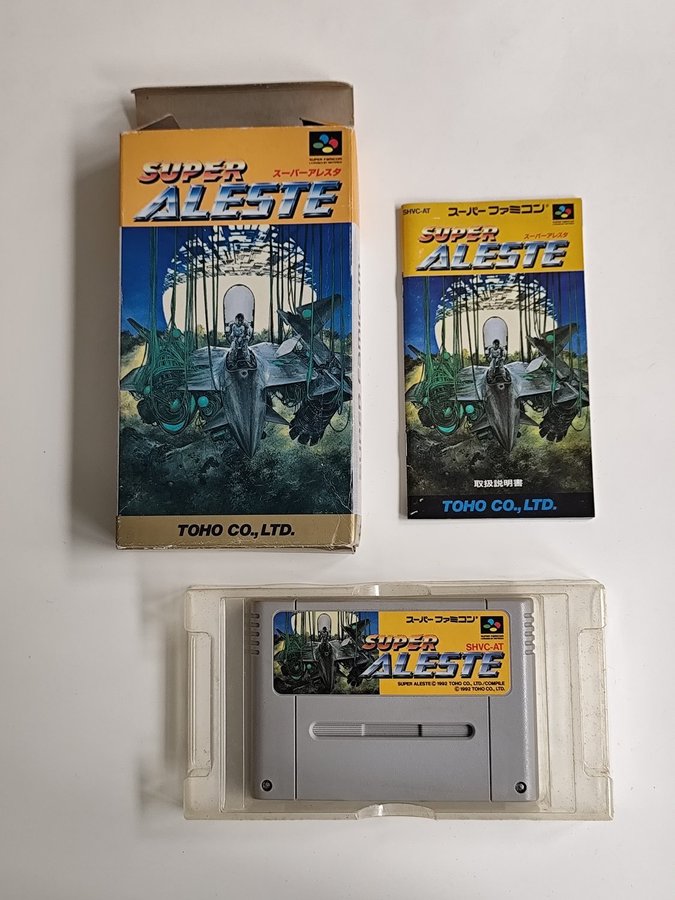 SUPER FAMICOM
SUPER
スーパーアレスタ
ALESTE
TOHO CO., LTD.
SHVC-AT
スーパーファミコン
SUPER
スーパーアレスタ
ALESTE
取扱説明書
TOHO CO., LTD.
スーパーファミコン
SUPER
SHVC-AT
ALESTE
SUPER ALESTE © 1992 TOHO CO., LTD./COMPILE
© 1992 TOHO CO., LTD.